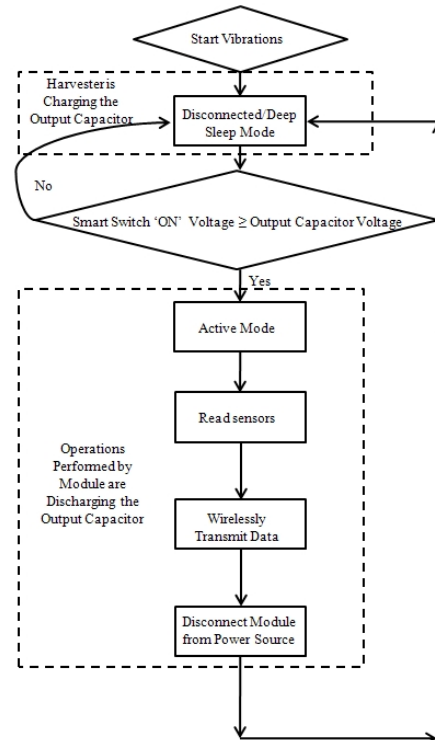 Start Vibrations
Harvester is
Charging the
Output Capacitor
Disconnected/Deep
Sleep Mode
No
Smart Switch 'ON' Voltage ≥ Output Capacitor Voltage
Yes
Active Mode
Read sensors
Operations
Performed by
Module are
Discharging the
Output Capacitor
Wirelessly
Transmit Data
Disconnect Module
from Power Source